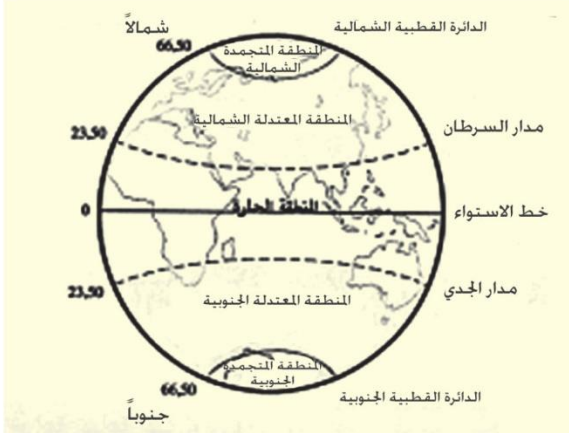 شمالاً
الدائرة القطبية الشمالية
66,50
المنطقة المتجمدة
الشمالية
المنطقة المعتدلة الشمالية
23,50
مدار السرطان
المنطقة الحارة
0
خط الاستواء
23,50
مدار الجدي
المنطقة المعتدلة الجنوبية
المنطقة المتجمدة
الجنوبية
66,50
الدائرة القطبية الجنوبية
جنوباً